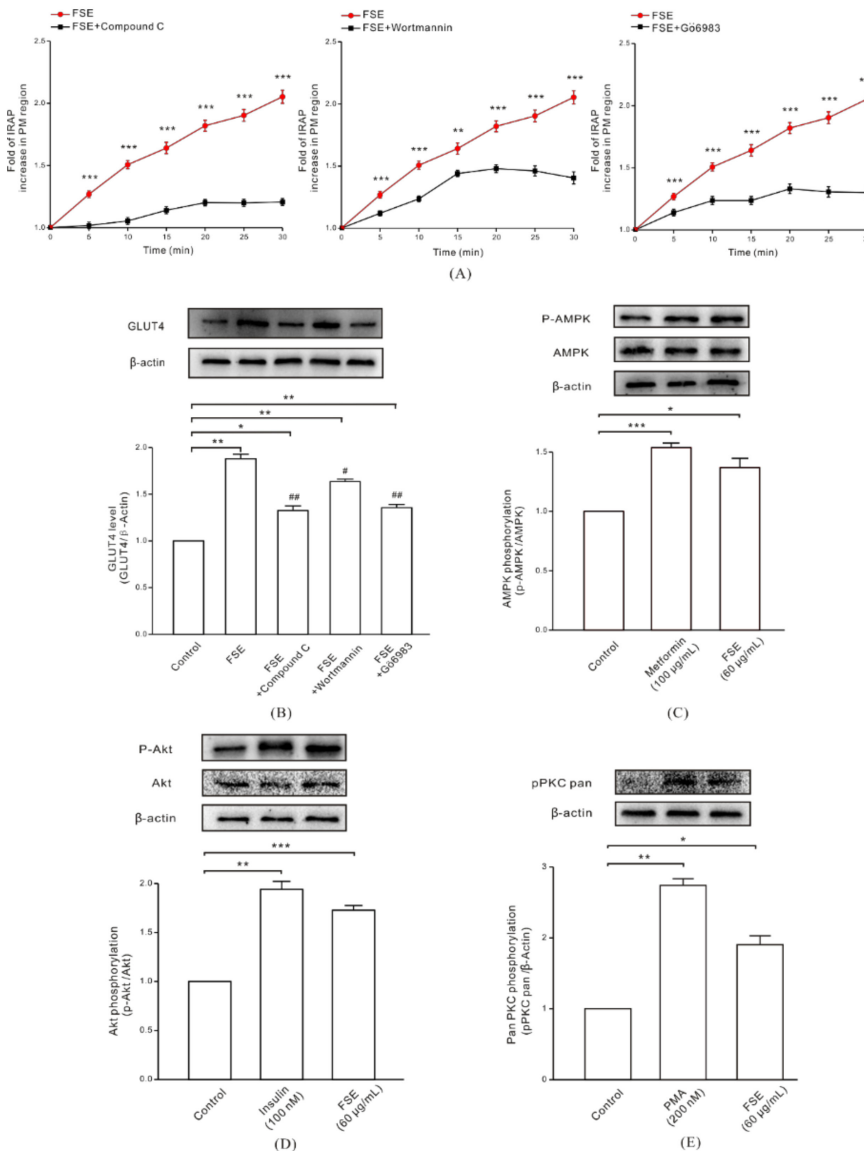 FSE
FSE+Compound C
FSE
FSE+Wortmannin
FSE
FSE+Gö6983
Fold of IRAP
increase in PM region
2.5
2.0
1.5
1.0
***
***
***
***
***
***
0
5
10
15
20
25
30
Time (min)
Fold of IRAP
increase in PM region
2.5
2.0
1.5
1.0
***
***
**
***
***
***
0
5
10
15
20
25
30
Time (min)
Fold of IRAP
increase in PM region
2.5
2.0
1.5
1.0
***
***
***
***
***
0
5
10
15
20
25
Time (min)
(A)
GLUT4
β-actin
**
**
*
**
##
#
##
GLUT4 level
(GLUT4/β-Actin)
2.0
1.5
1.0
0.5
0.0
Control
FSE
FSE
+Compound C
FSE
+Wortmannin
FSE
+Gö6983
(B)
P-AMPK
AMPK
β-actin
*
***
AMPK phosphorylation
(p-AMPK/AMPK)
1.5
1.0
0.5
0.0
Control
Metformin
(100 μg/mL)
FSE
(60 μg/mL)
(C)
P-Akt
Akt
β-actin
***
**
Akt phosphorylation
(p-Akt/Akt)
2.0
1.5
1.0
0.5
0.0
Control
Insulin
(100 nM)
FSE
(60 μg/mL)
(D)
pPKC pan
β-actin
*
**
Pan PKC phosphorylation
(pPKC pan/β-Actin)
3
2
1
0
Control
PMA
(200 nM)
FSE
(60 μg/mL)
(E)